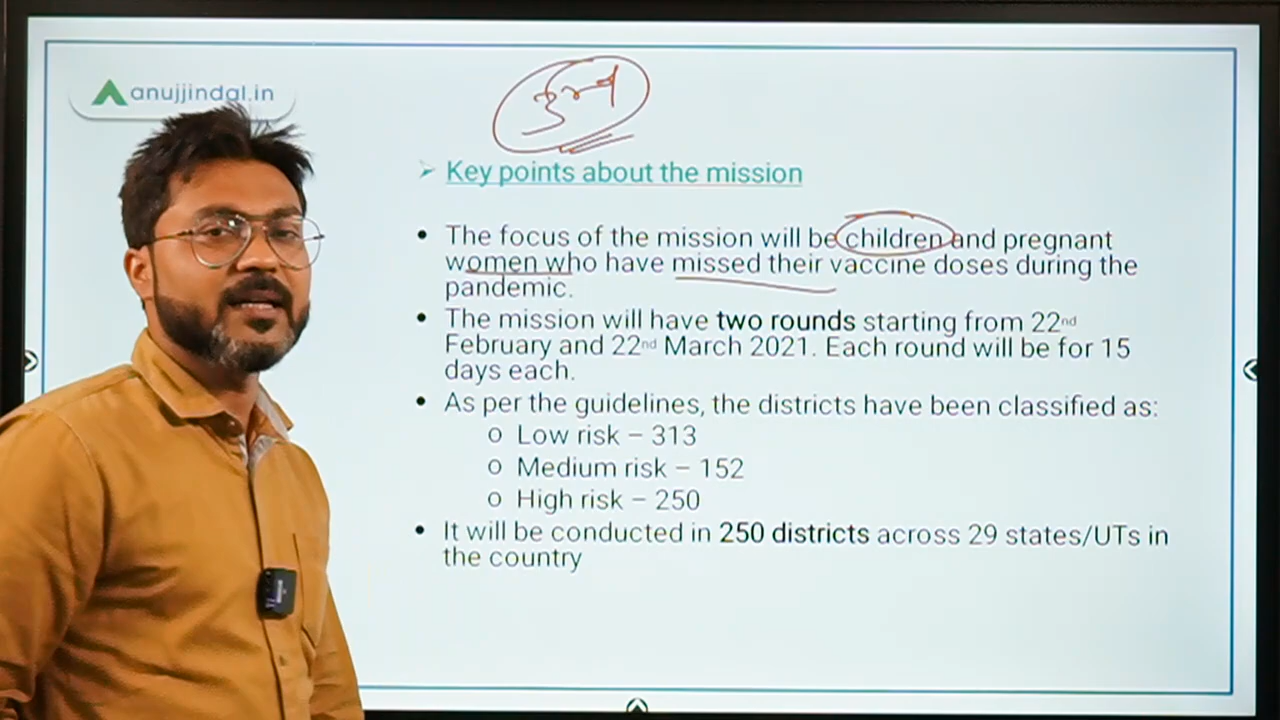 anujjindal.in
3rd
Key points about the mission
• The focus of the mission will be children and pregnant
women who have missed their vaccine doses during the
pandemic.
• The mission will have two rounds starting from 22nd
February and 22nd March 2021. Each round will be for 15
days each.
• As per the guidelines, the districts have been classified as:
o Low risk – 313
o Medium risk – 152
o High risk – 250
• It will be conducted in 250 districts across 29 states/UTs in
the country